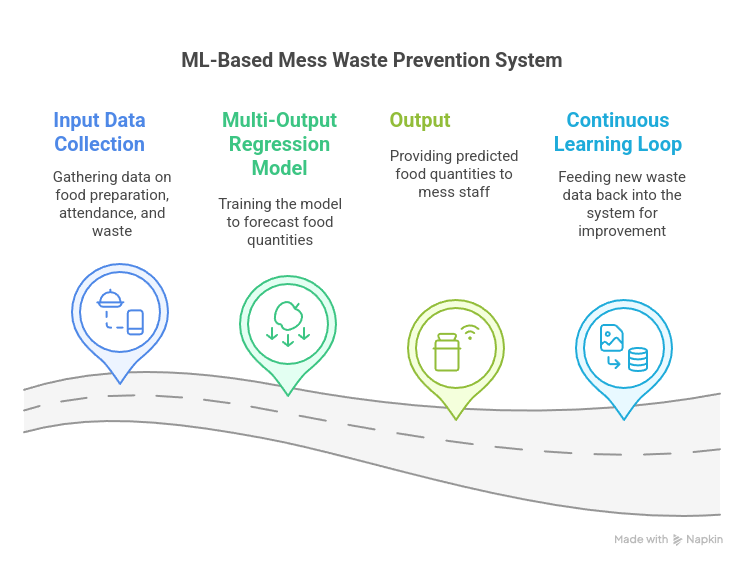 ML-Based Mess Waste Prevention System
Input Data
Collection
Gathering data on
food preparation,
attendance, and
waste
Multi-Output
Regression
Model
Training the model
to forecast food
quantities
Output
Providing predicted
food quantities to
mess staff
Continuous
Learning Loop
Feeding new waste
data back into the
system for
improvement
Made with Napkin